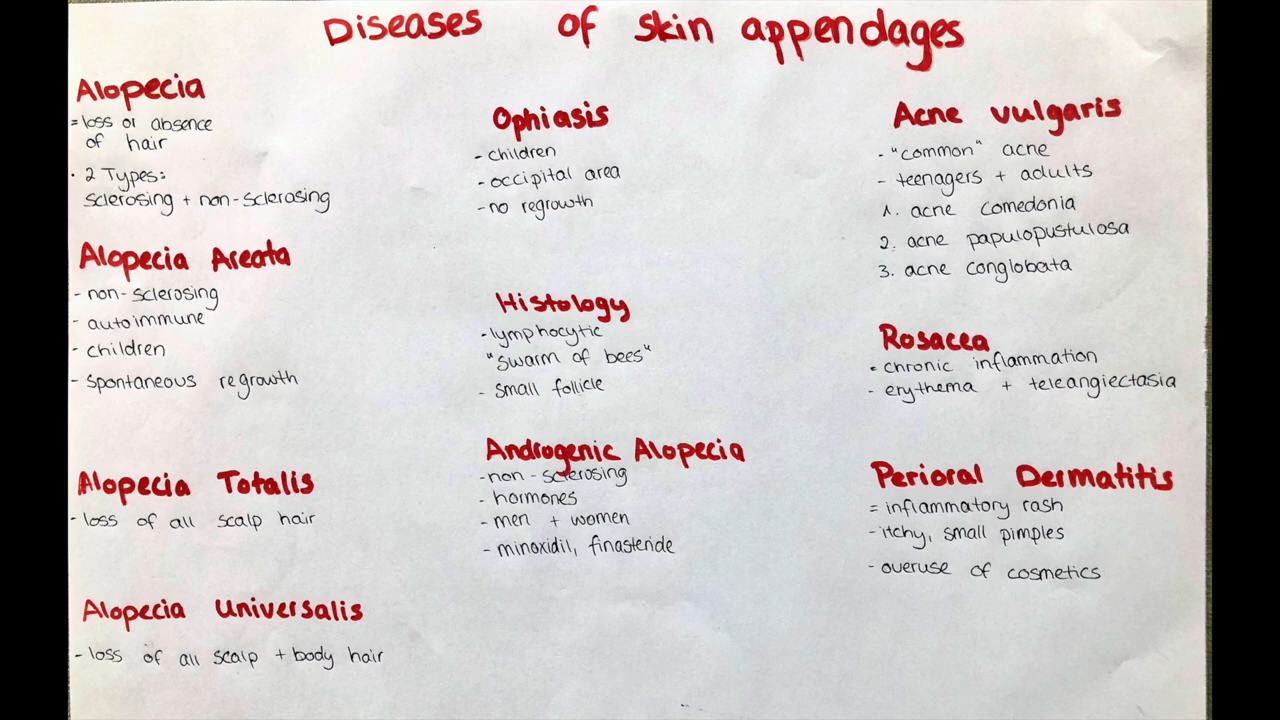 Diseases of skin appendages
Alopecia
= loss or absence
of hair
· 2 Types:
sclerosing + non-sclerosing
Alopecia Areata
- non-sclerosing
- autoimmune
- children
- spontaneous regrowth
Alopecia Totalis
- loss of all scalp hair
Alopecia Universalis
- loss of all scalp + body hair
Ophiasis
- children
- occipital area
- no regrowth
Histology
- lymphocytic
"swarm of bees"
- small follicle
Androgenic Alopecia
- non-sclerosing
- hormones
- men + women
- minoxidil, finasteride
Acne vulgaris
- "common" acne
- teenagers + adults
1. acne comedonia
2. acne papulopustulosa
3. acne conglobata
Rosacea
= chronic inflammation
- erythema + teleangiectasia
Perioral Dermatitis
= inflammatory rash
- itchy, small pimples
- overuse of cosmetics